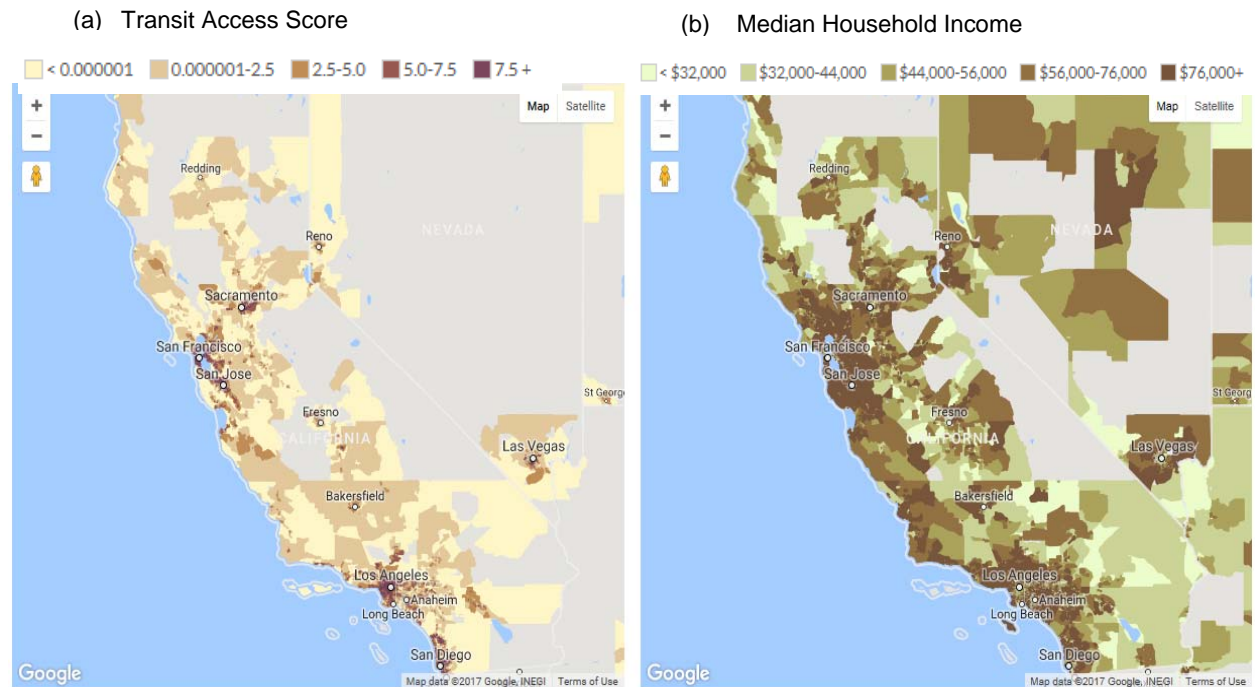 (a) Transit Access Score
< 0.000001 0.000001-2.5 2.5-5.0 5.0-7.5 7.5 +
+
−
Map Satellite
Redding
Reno
NEVADA
Sacramento
San Francisco
San Jose
Fresno
CALIFORNIA
St George
Las Vegas
Bakersfield
Los Angeles
Anaheim
Long Beach
San Diego
Google
Map data ©2017 Google, INEGI Terms of Use
(b) Median Household Income
< $32,000 $32,000-44,000 $44,000-56,000 $56,000-76,000 $76,000+
+
−
Map Satellite
Redding
Reno
NEVADA
Sacramento
San Francisco
San Jose
Fresno
CALIFORNIA
St Georg
Las Vegas
Bakersfield
Los Angeles
Anaheim
Long Beach
San Diego
Google
Map data ©2017 Google, INEGI Terms of Use